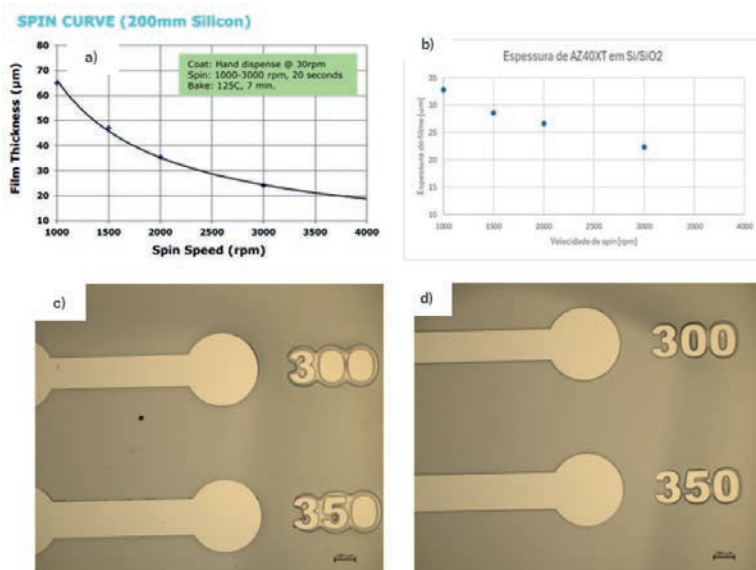 SPIN CURVE (200mm Silicon)
a)
Coat: Hand dispense @ 30rpm
Spin: 1000-3000 rpm, 20 seconds
Bake: 125C, 7 min.
Film Thickness (µm)
80
70
60
50
40
30
20
10
1000
1500
2000
2500
3000
3500
4000
Spin Speed (rpm)
b)
Espessura de AZ40XT em Si/SiO2
Espessura do filme [um]
35
30
25
20
15
10
1000
1500
2000
2500
3000
3500
4000
Velocidade de spin [rpm]
c)
300
350
d)
300
350